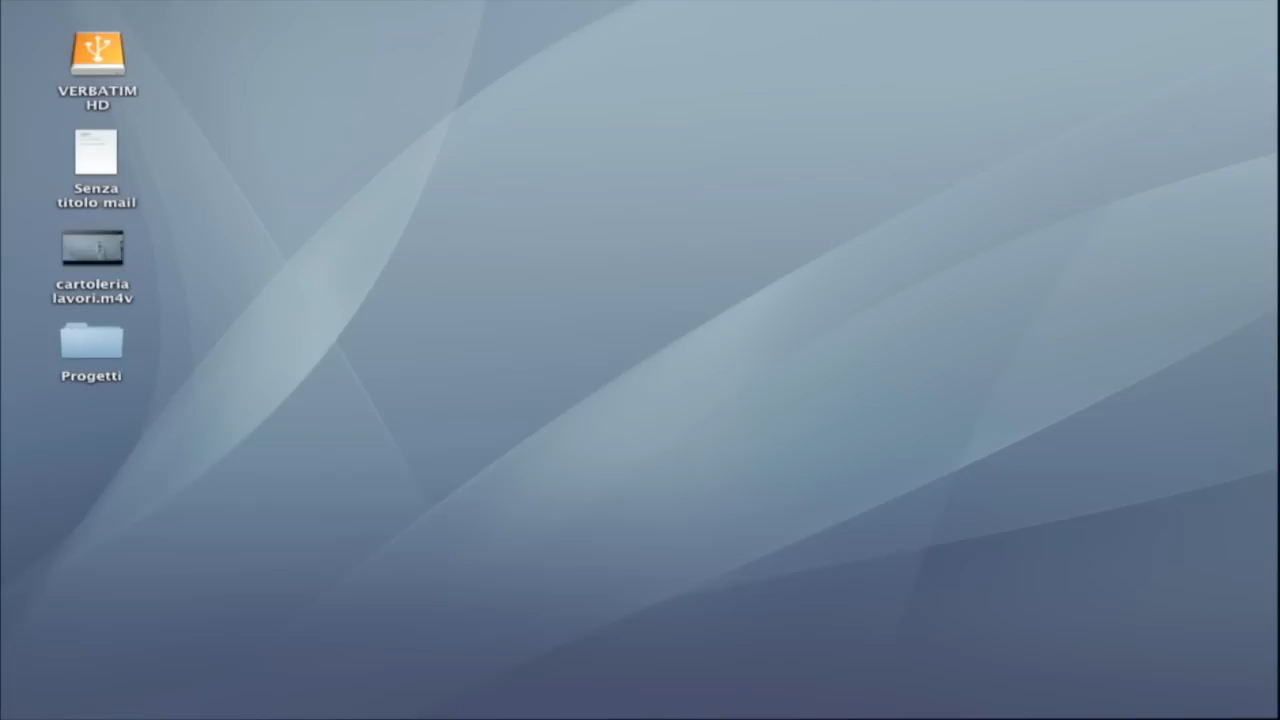 VERBATIM
HD
Senza
titolo mail
cartoleria
lavori.m4v
Progetti